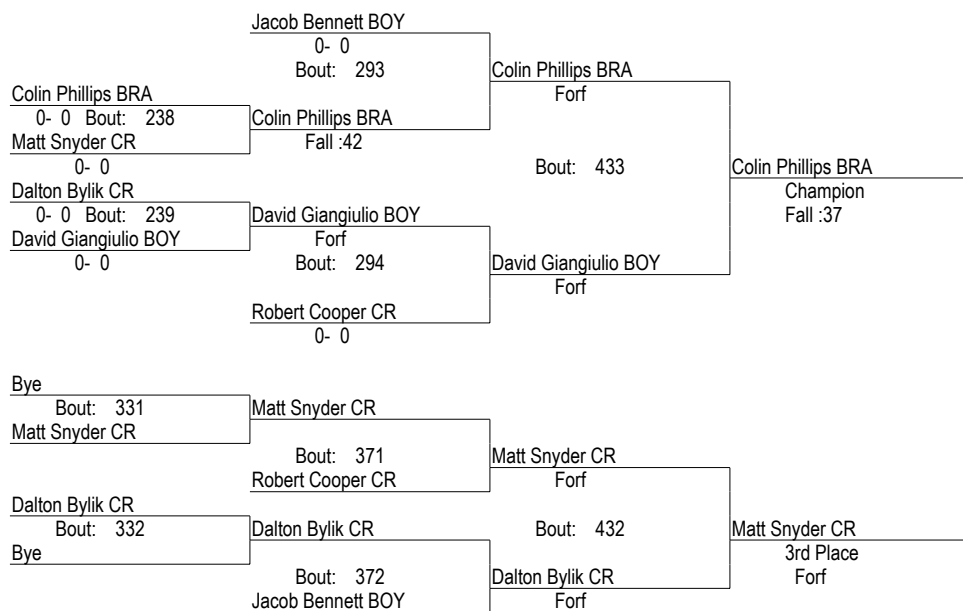 Jacob Bennett BOY
0- 0
Bout: 293
Colin Phillips BRA
Forf
Colin Phillips BRA
0- 0 Bout: 238
Colin Phillips BRA
Matt Snyder CR
Fall :42
0- 0
Bout: 433
Colin Phillips BRA
Dalton Bylik CR
Champion
0- 0 Bout: 239
David Giangiulio BOY
Fall :37
David Giangiulio BOY
Forf
0- 0
Bout: 294
David Giangiulio BOY
Forf
Robert Cooper CR
0- 0
Bye
Bout: 331
Matt Snyder CR
Matt Snyder CR
Bout: 371
Matt Snyder CR
Robert Cooper CR
Forf
Dalton Bylik CR
Bout: 332
Dalton Bylik CR
Bout: 432
Matt Snyder CR
Bye
3rd Place
Bout: 372
Dalton Bylik CR
Forf
Jacob Bennett BOY
Forf